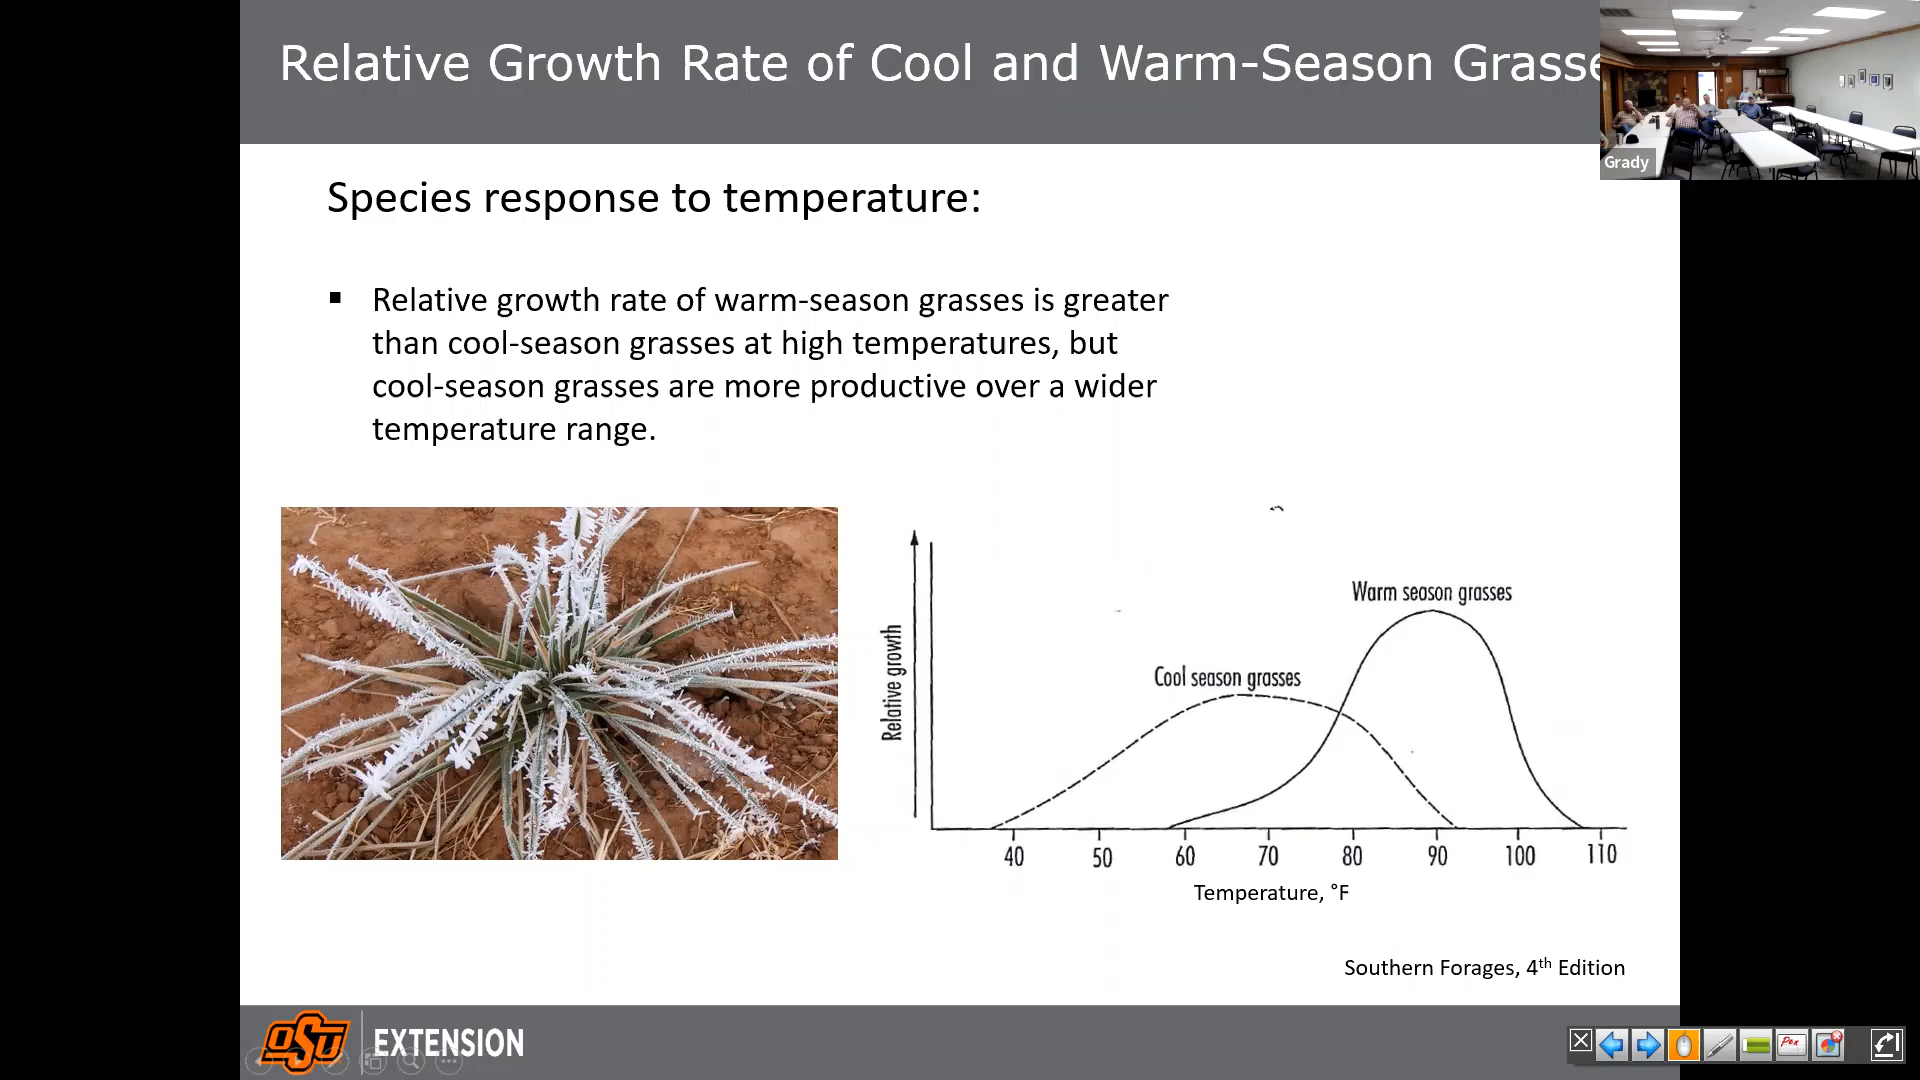 Relative Growth Rate of Cool and Warm-Season Grasse
Grady
Species response to temperature:
Relative growth rate of warm-season grasses is greater
than cool-season grasses at high temperatures, but
cool-season grasses are more productive over a wider
temperature range.
Warm season grasses
Cool season grasses
Relative growth
40 50 60 70 80 90 100 110
Temperature, °F
Southern Forages, 4th Edition
OSU EXTENSION
Pen